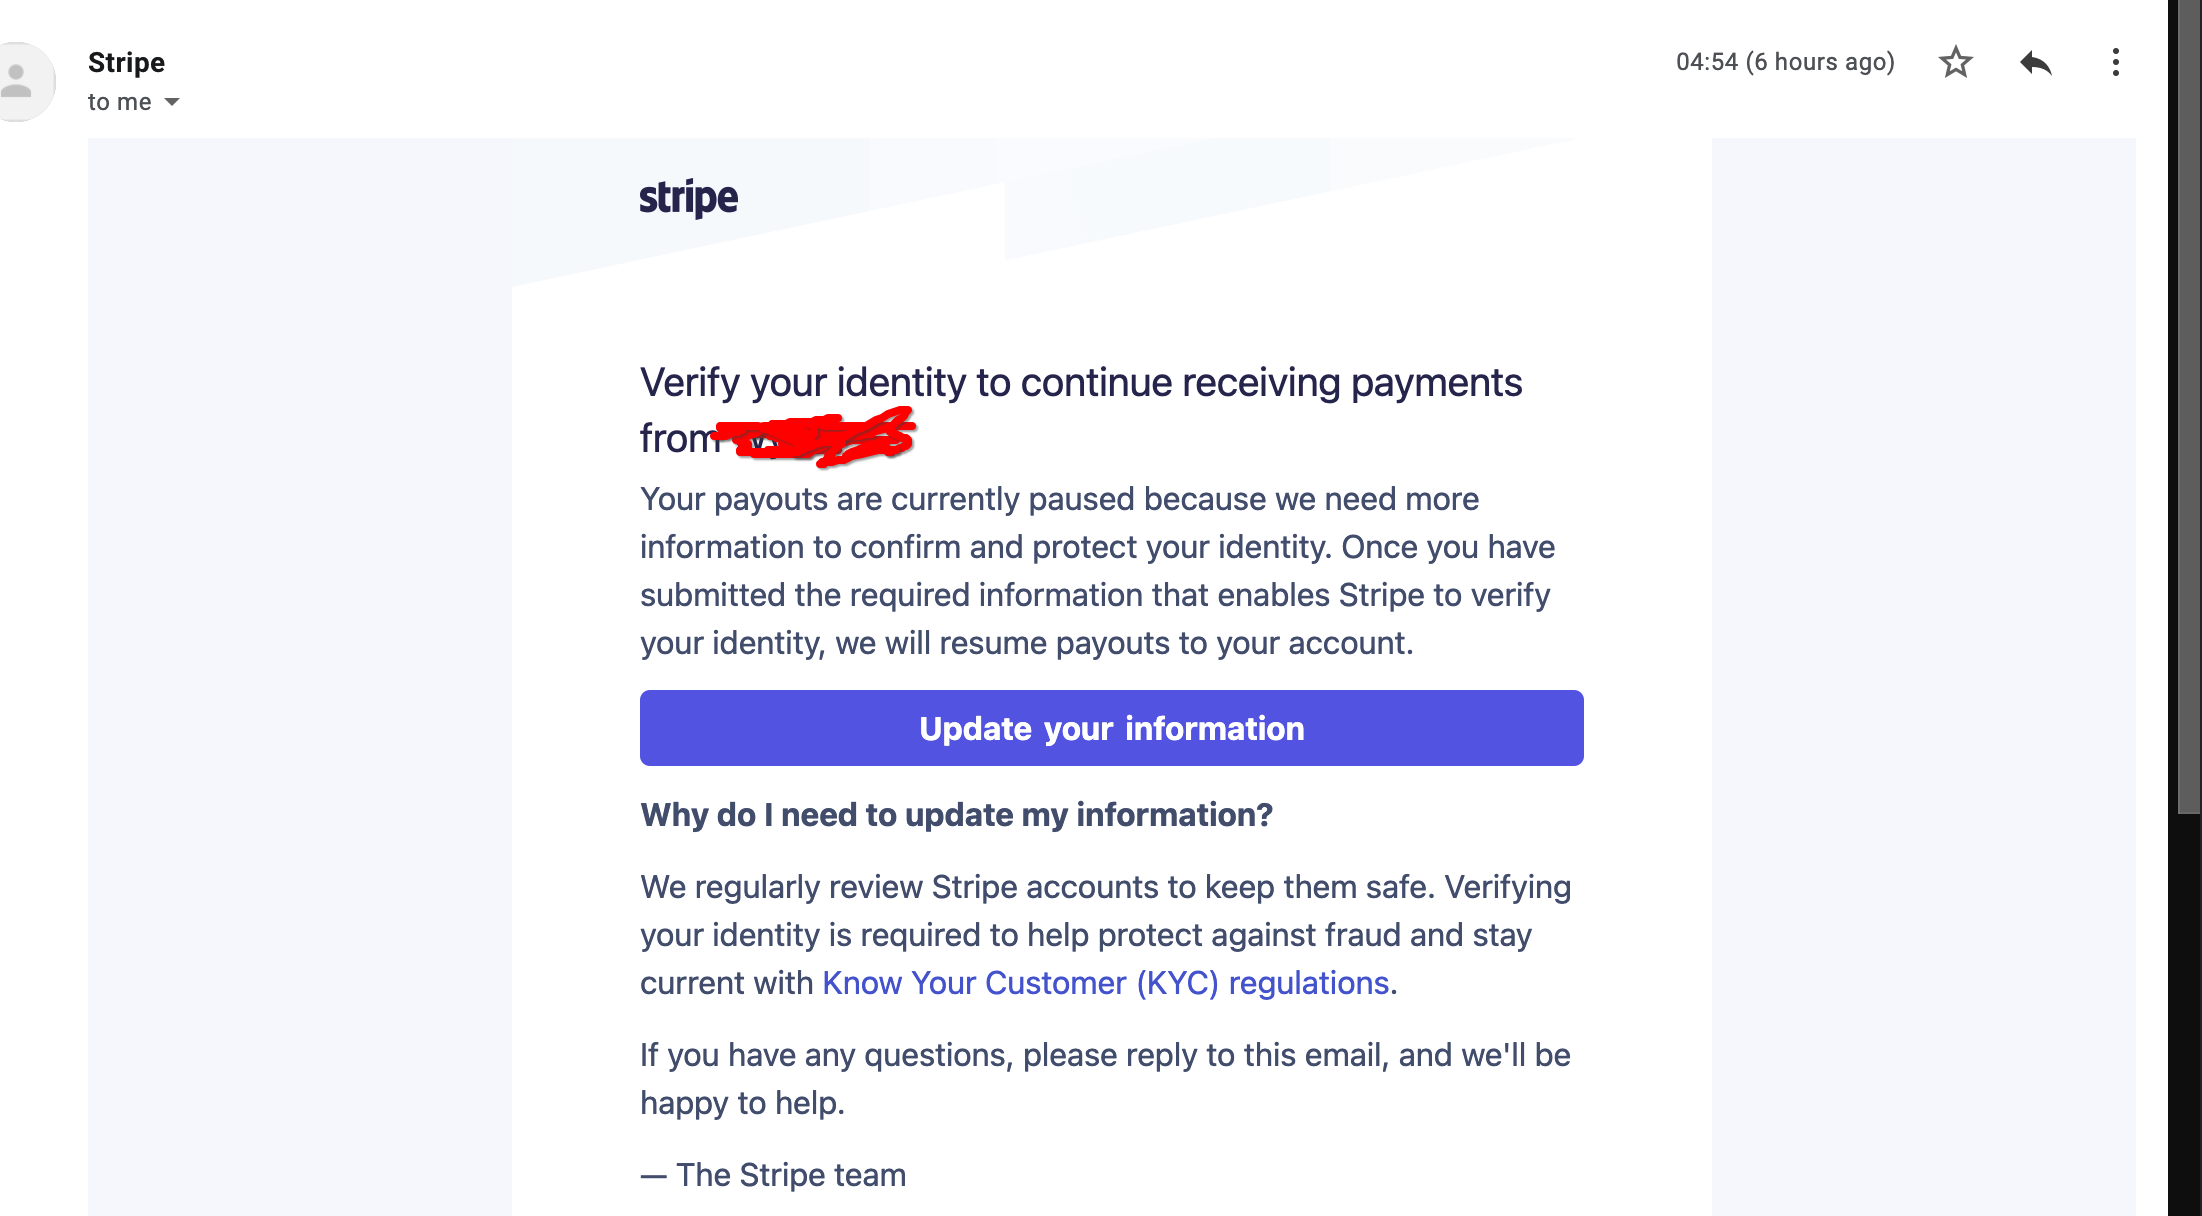 Stripe
04:54 (6 hours ago)
to me
stripe
Verify your identity to continue receiving payments
from
Your payouts are currently paused because we need more
information to confirm and protect your identity. Once you have
submitted the required information that enables Stripe to verify
your identity, we will resume payouts to your account.
Update your information
Why do I need to update my information?
We regularly review Stripe accounts to keep them safe. Verifying
your identity is required to help protect against fraud and stay
current with Know Your Customer (KYC) regulations.
If you have any questions, please reply to this email, and we'll be
happy to help.
— The Stripe team